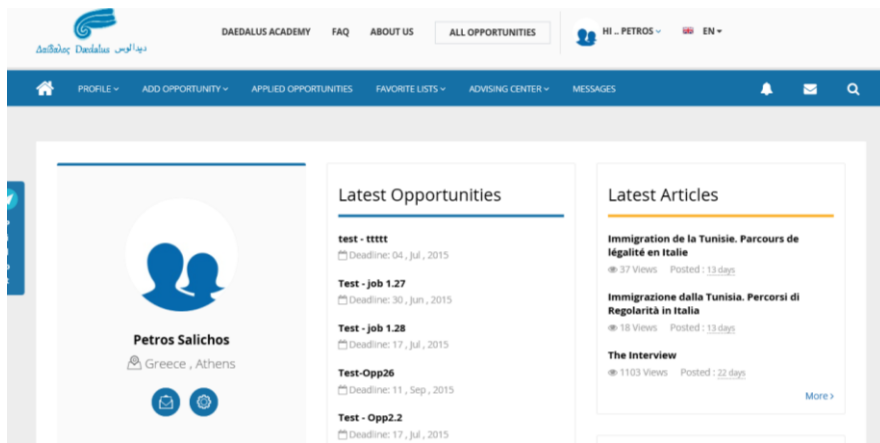 DAEDALUS ACADEMY FAQ ABOUT US ALL OPPORTUNITIES HI .. PETROS EN
Δαίδαλος Dædalus ديدالوس
PROFILE ADD OPPORTUNITY APPLIED OPPORTUNITIES FAVORITE LISTS ADVISING CENTER MESSAGES
Petros Salichos
Greece , Athens
Latest Opportunities
test - ttttt
Deadline: 04 , Jul , 2015
Test - job 1.27
Deadline: 30 , Jun , 2015
Test - job 1.28
Deadline: 17 , Jul , 2015
Test-Opp26
Deadline: 11 , Sep , 2015
Test - Opp2.2
Deadline: 17 , Jul , 2015
Latest Articles
Immigration de la Tunisie. Parcours de
légalité en Italie
37 Views Posted : 13 days
Immigrazione dalla Tunisia. Percorsi di
Regolarità in Italia
18 Views Posted : 13 days
The Interview
1103 Views Posted : 22 days
More >